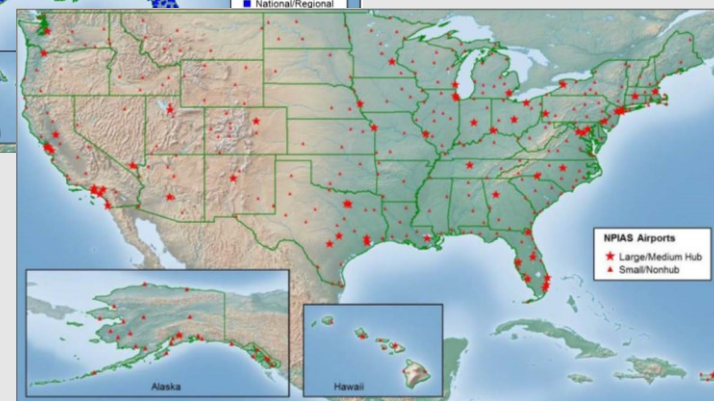 National/Regional
NPIAS Airports
Large/Medium Hub
Small/Nonhub
Alaska
Hawaii